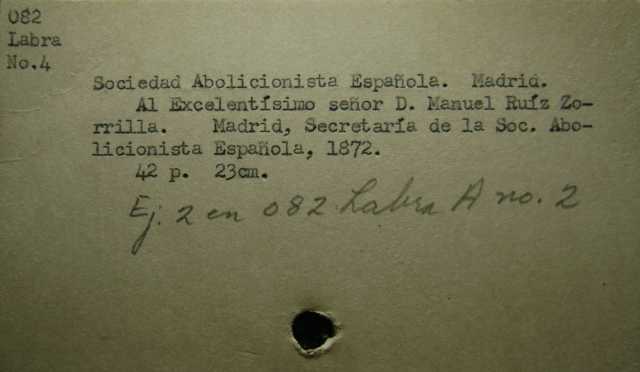 082
Labra
No.4
Sociedad Abolicionista Española. Madrid.
Al Excelentísimo señor D. Manuel Ruíz Zo-
rrilla. Madrid, Secretaría de la Soc. Abo-
licionista Española, 1872.
42 p. 23cm.
Ej. 2 en 082 Labra A no. 2